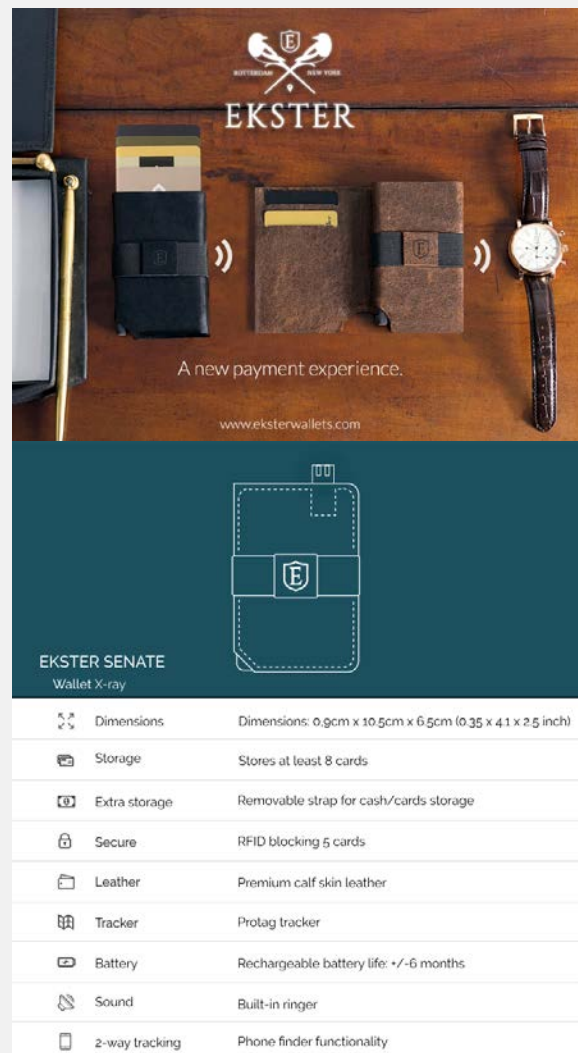 E
ROTTERDAM NEW YORK
EKSTER
A new payment experience.
www.eksterwallets.com
E
EKSTER SENATE
Wallet X-ray
Dimensions Dimensions: 0,9cm x 10.5cm x 6.5cm (0.35 x 4.1 x 2.5 inch)
Storage Stores at least 8 cards
Extra storage Removable strap for cash/cards storage
Secure RFID blocking 5 cards
Leather Premium calf skin leather
Tracker Protag tracker
Battery Rechargeable battery life: +/-6 months
Sound Built-in ringer
2-way tracking Phone finder functionality